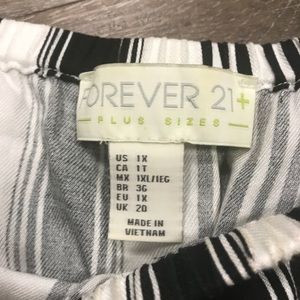 FOREVER 21+
PLUS SIZES
US 1X
CA 1T
MX 1XL/1EG
BR 3G
EU 1X
UK 20
MADE IN
VIETNAM